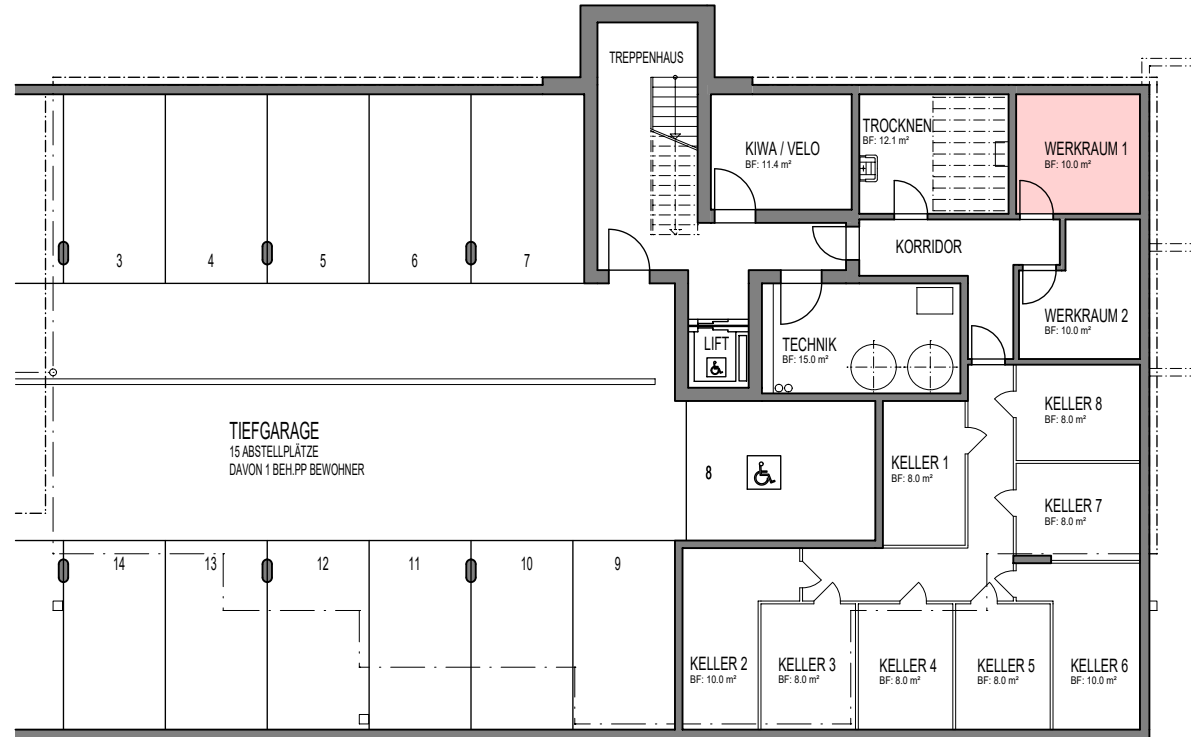 TREPPENHAUS
KIWA / VELO
BF: 11.4 m²
TROCKNEN
BF: 12.1 m²
WERKRAUM 1
BF: 10.0 m²
3
4
5
6
7
KORRIDOR
WERKRAUM 2
BF: 10.0 m²
LIFT
TECHNIK
BF: 15.0 m²
TIEFGARAGE
15 ABSTELLPLÄTZE
DAVON 1 BEH.PP BEWOHNER
8
KELLER 1
BF: 8.0 m²
KELLER 8
BF: 8.0 m²
KELLER 7
BF: 8.0 m²
14
13
12
11
10
9
KELLER 2
BF: 10.0 m²
KELLER 3
BF: 8.0 m²
KELLER 4
BF: 8.0 m²
KELLER 5
BF: 8.0 m²
KELLER 6
BF: 10.0 m²